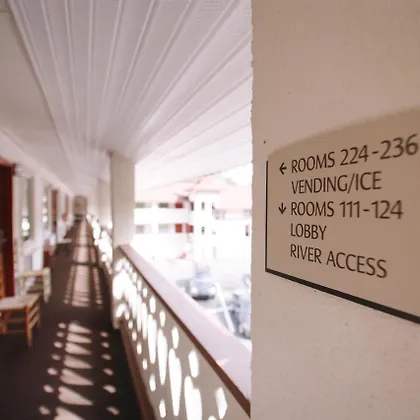 ← ROOMS 224-236
VENDING/ICE
↓ ROOMS 111-124
LOBBY
RIVER ACCESS